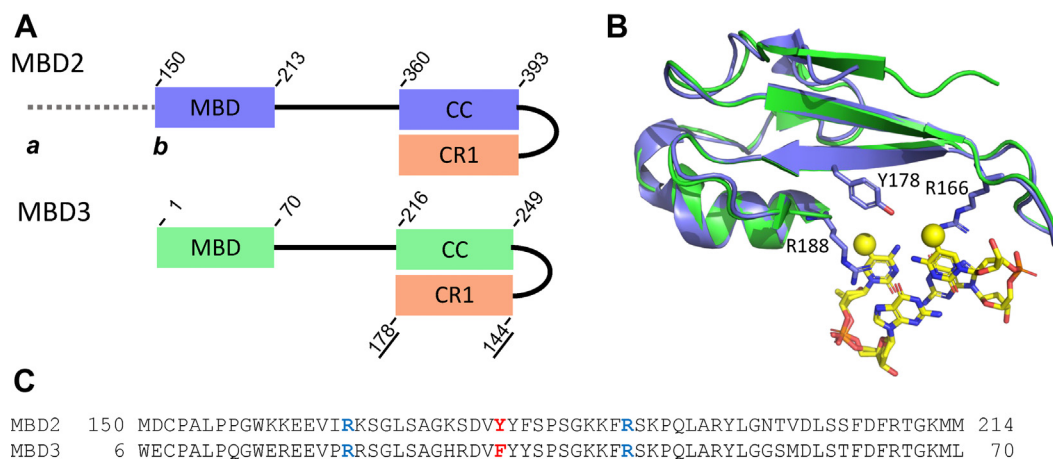 A
MBD2
150
213
360
393
MBD
CC
CR1
a
b
MBD3
1
70
216
249
MBD
CC
CR1
178
144
B
Y178
R166
R188
C
MBD2 150 MDCPALPPGWKKEEVIRKSGLSAGKSDVYYFSPSGKKFRSKPQLARYLGNTVDLSSFDFRTGKMM 214
MBD3 6 WECPALPQGWEREEVPRRSGLSAGHRDVFYYSPSGKKFRSKPQLARYLGGSMDLSTFDFRTGKML 70